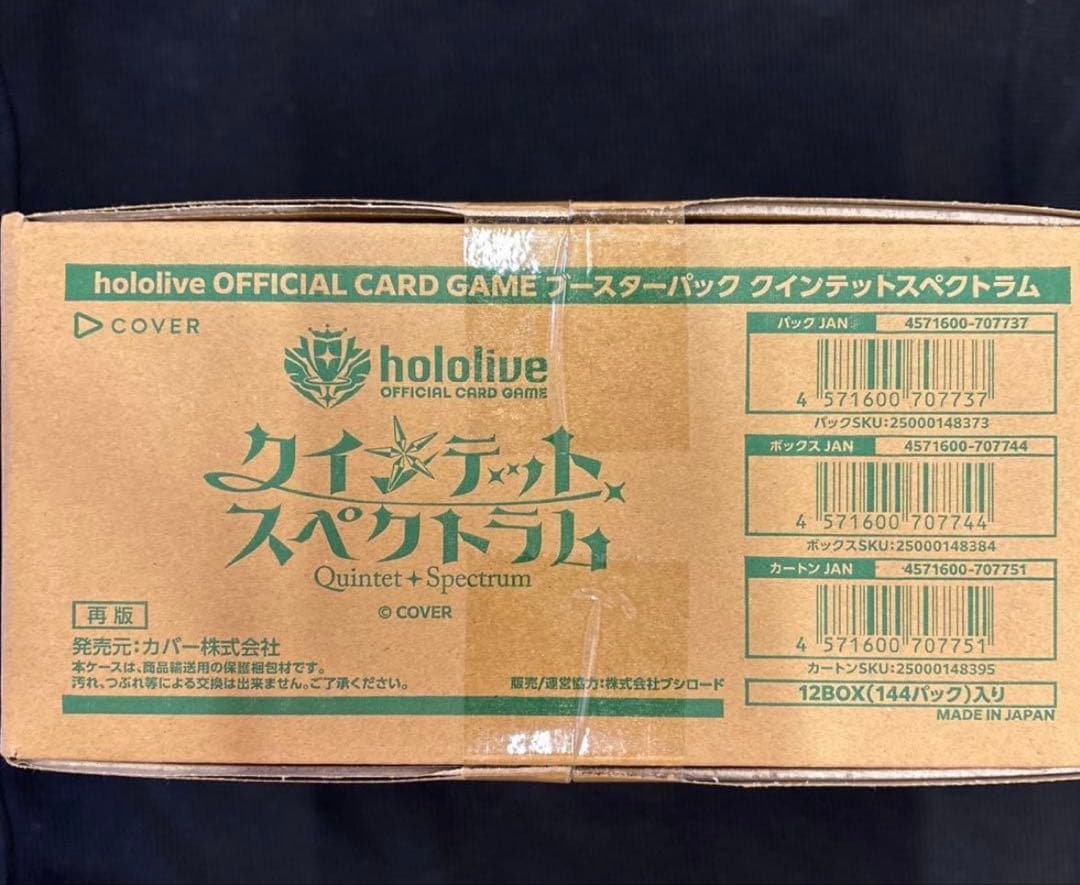 hololive OFFICIAL CARD GAME ブースターパック クインテットスペクトラム
COVER
hololive
OFFICIAL CARD GAME
クインテット
スペクトラム
Quintet Spectrum
© COVER
再版
発売元:カバー株式会社
本ケースは、商品輸送用の保護梱包材です。
汚れ、つぶれ等による交換は出来ません。ご了承ください。
販売/運営協力:株式会社ブシロード
パック JAN 4571600-707737
4 571600 707737
パックSKU:25000148373
ボックス JAN 4571600-707744
4 571600 707744
ボックスSKU:25000148384
カートン JAN 4571600-707751
4 571600 707751
カートンSKU:25000148395
12BOX(144パック)入り
MADE IN JAPAN